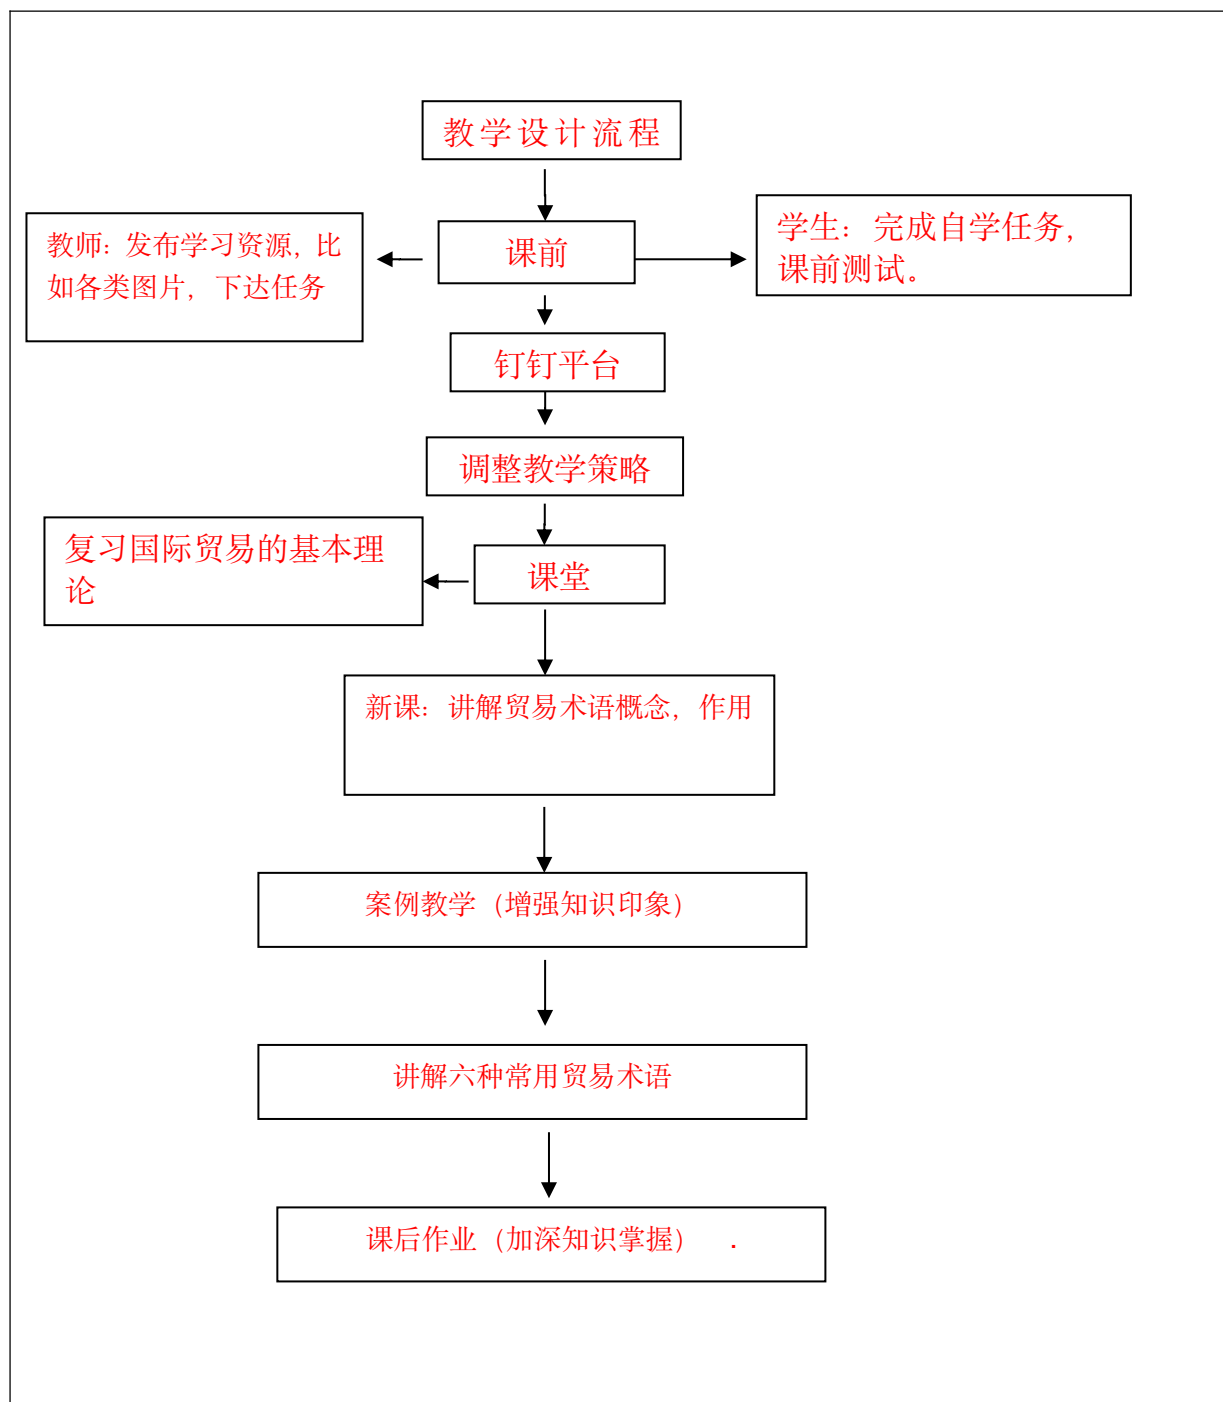 教学设计流程
教师：发布学习资源，比
如各类图片，下达任务
课前
学生：完成自学任务，
课前测试。
钉钉平台
调整教学策略
复习国际贸易的基本理
论
课堂
新课：讲解贸易术语概念，作用
案例教学（增强知识印象）
讲解六种常用贸易术语
课后作业（加深知识掌握） .